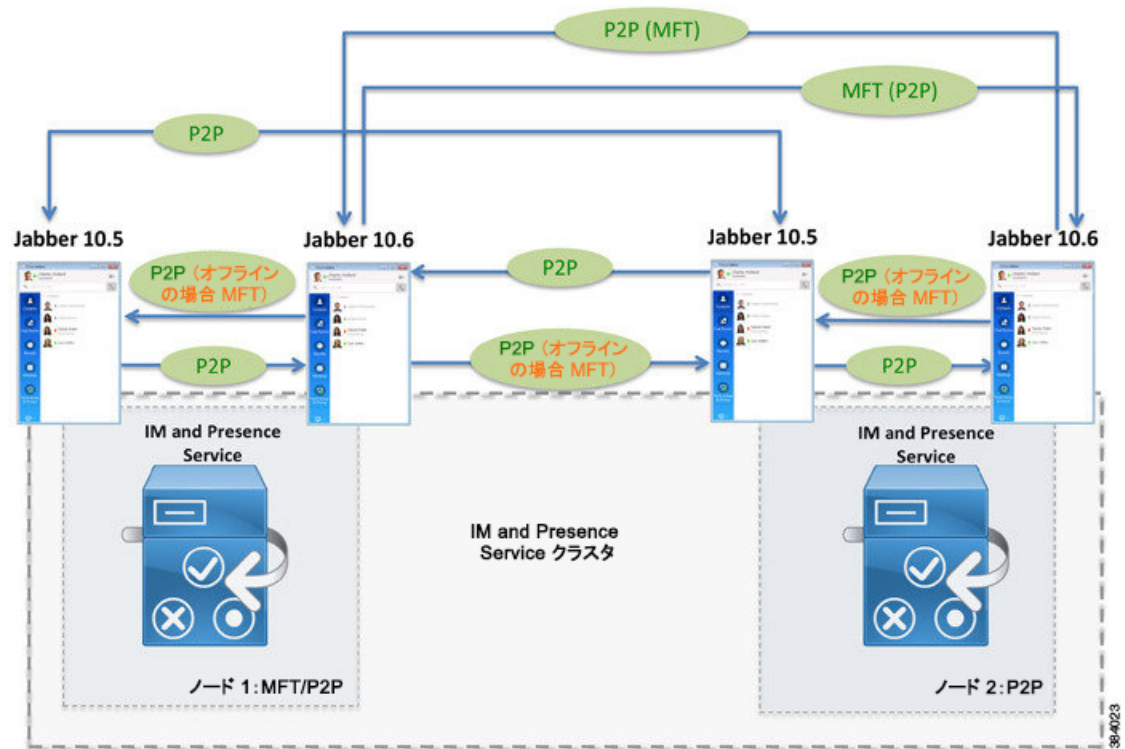 P2P (MFT)
MFT (P2P)
P2P
Jabber 10.5
Jabber 10.6
Jabber 10.5
Jabber 10.6
P2P (オフライン
の場合 MFT)
P2P
P2P (オフライン
の場合 MFT)
P2P
P2P (オフライン
の場合 MFT)
P2P
IM and Presence
Service
IM and Presence
Service
IM and Presence
Service クラスタ
ノード 1:MFT/P2P
ノード 2:P2P
384023